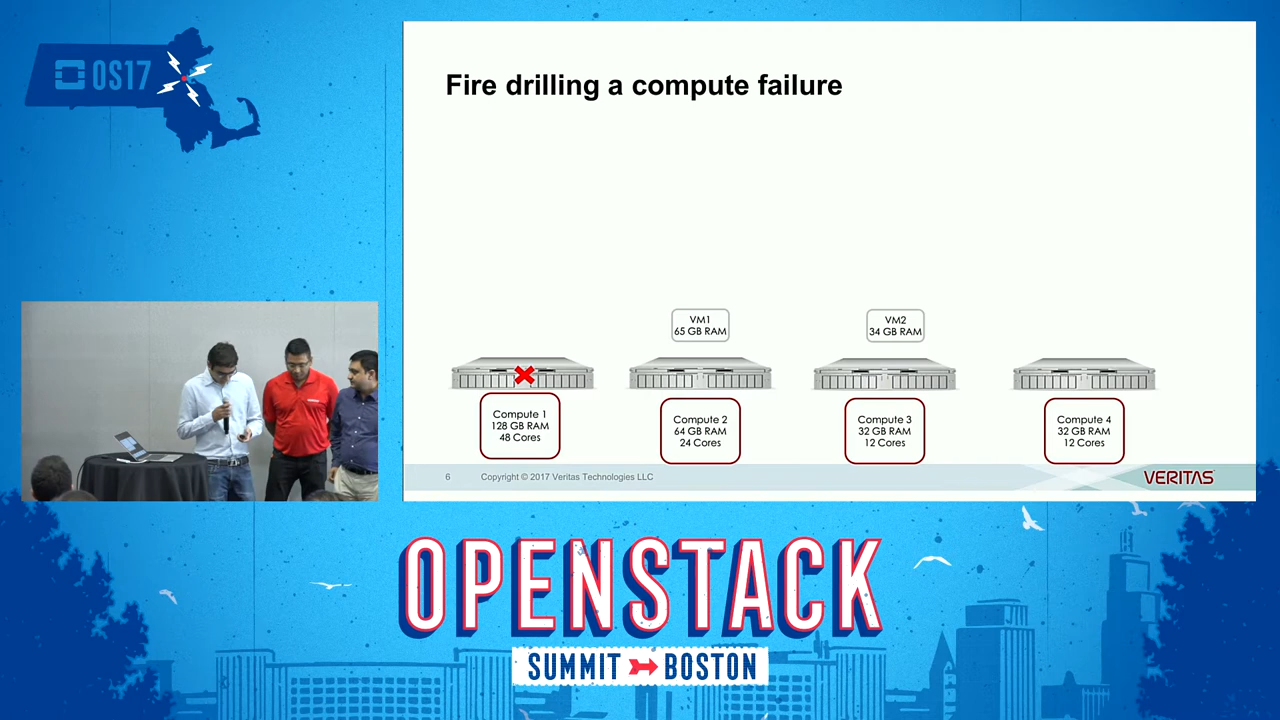 OS17
Fire drilling a compute failure
VM1
65 GB RAM
VM2
34 GB RAM
Compute 1
128 GB RAM
48 Cores
Compute 2
64 GB RAM
24 Cores
Compute 3
32 GB RAM
12 Cores
Compute 4
32 GB RAM
12 Cores
6
Copyright © 2017 Veritas Technologies LLC
VERITAS
OPENSTACK
SUMMIT BOSTON